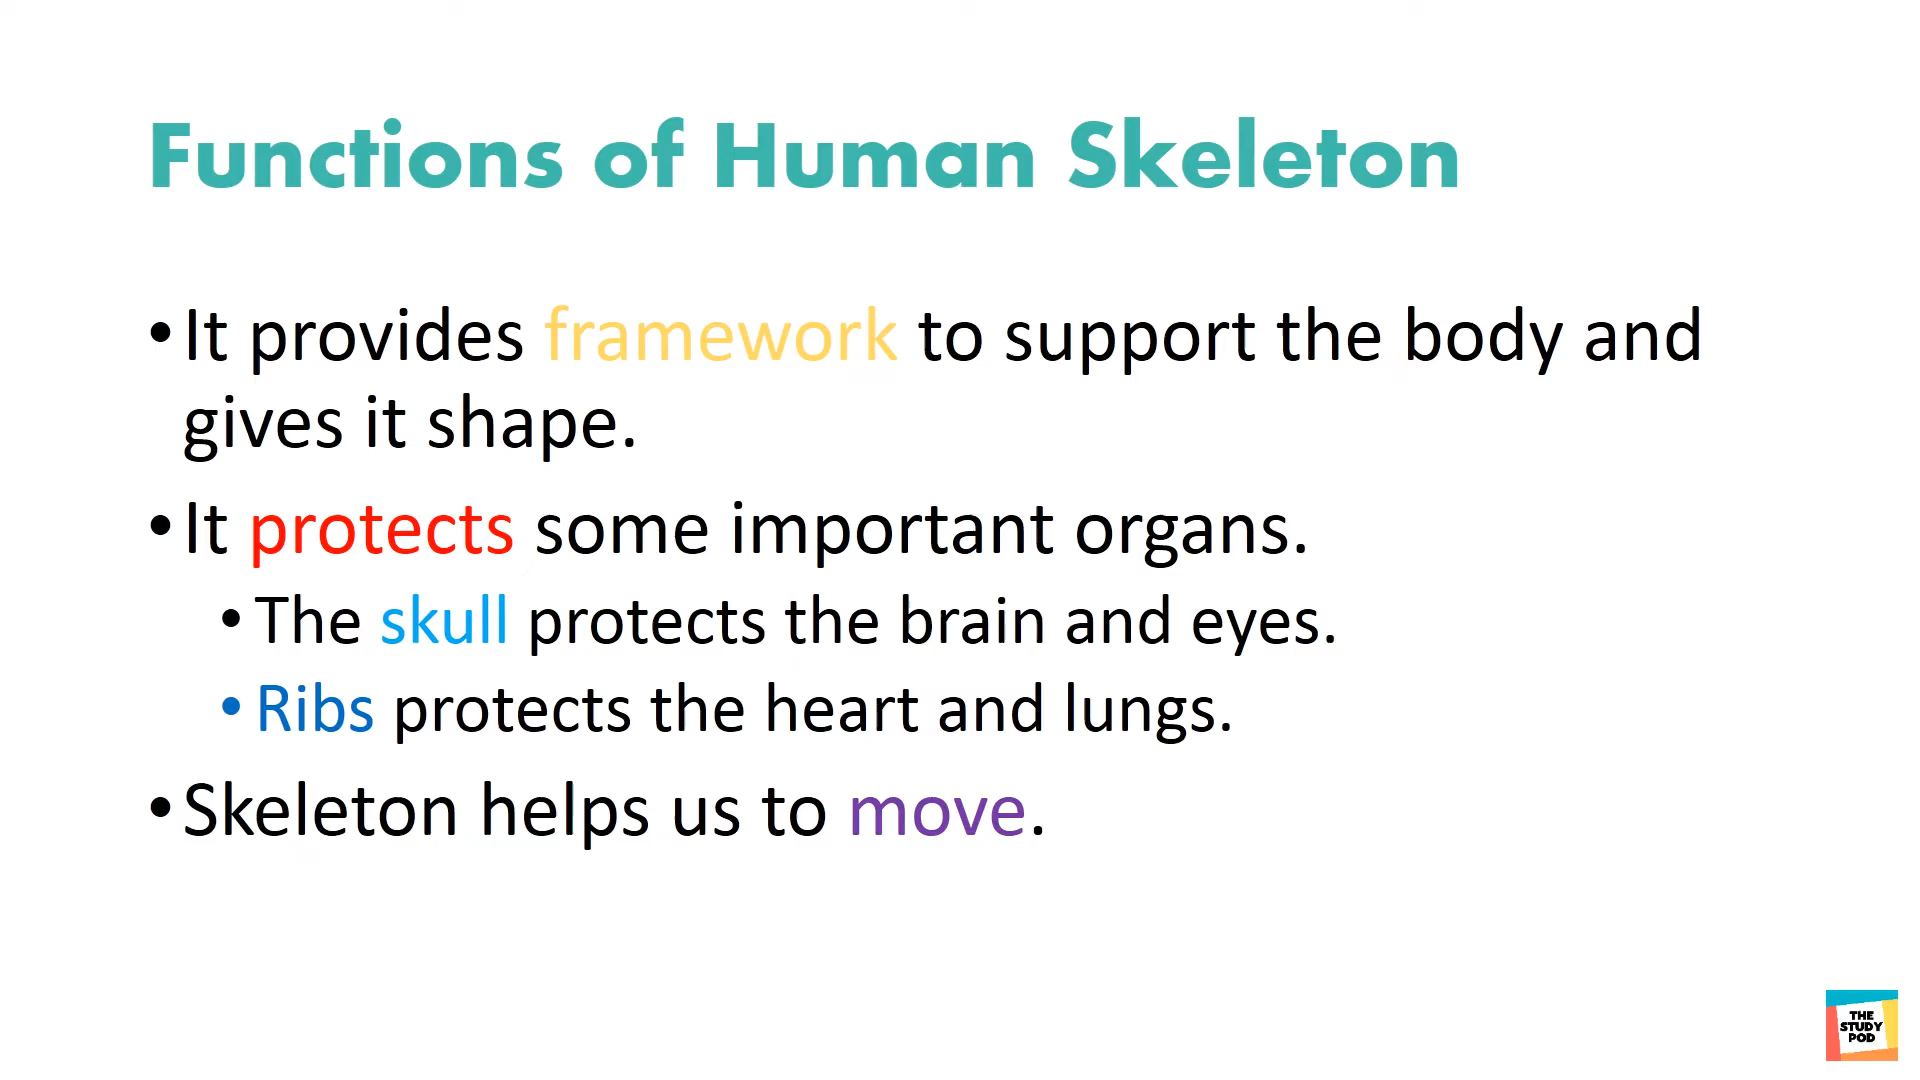 Functions of Human Skeleton
•It provides framework to support the body and
gives it shape.
•It protects some important organs.
•The skull protects the brain and eyes.
•Ribs protects the heart and lungs.
•Skeleton helps us to move.
THE
STUDY
POD